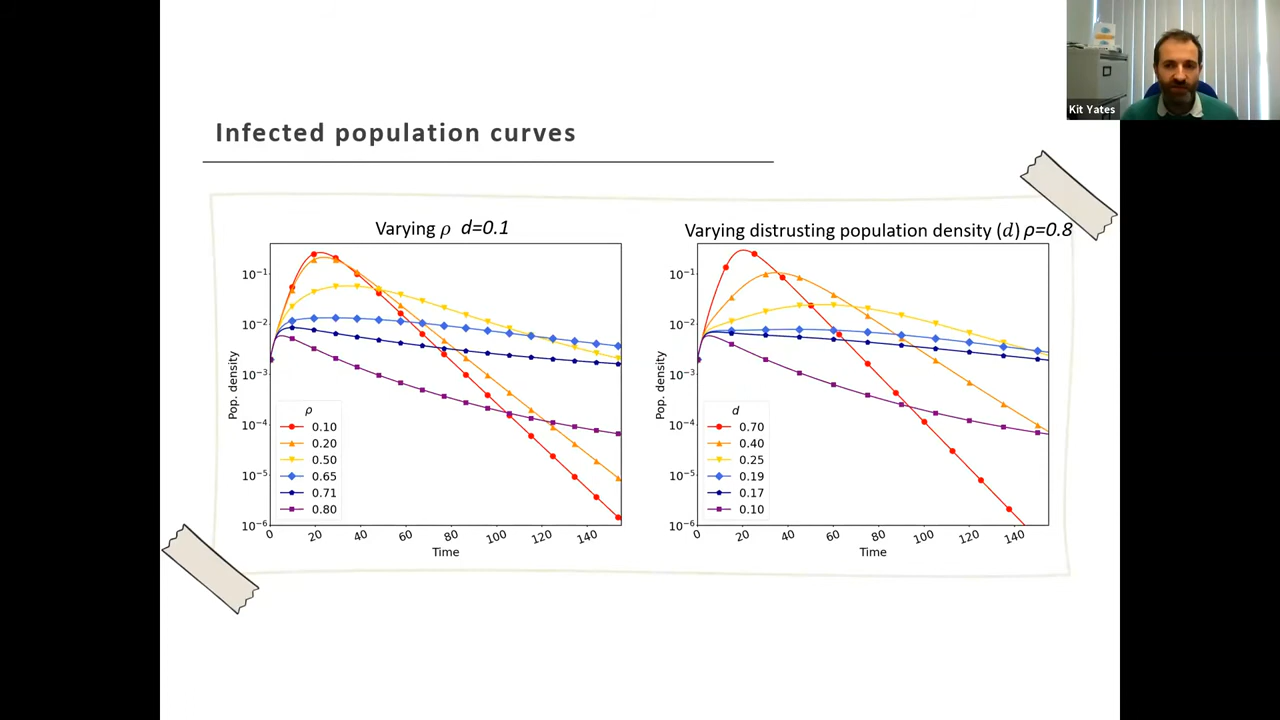 Kit Yates
Infected population curves
Varying ρ d=0.1
Pop. density
10⁻¹
10⁻²
10⁻³
10⁻⁴
10⁻⁵
10⁻⁶
ρ
0.10
0.20
0.50
0.65
0.71
0.80
0 20 40 60 80 100 120 140
Time
Varying distrusting population density (d) ρ=0.8
Pop. density
10⁻¹
10⁻²
10⁻³
10⁻⁴
10⁻⁵
10⁻⁶
d
0.70
0.40
0.25
0.19
0.17
0.10
0 20 40 60 80 100 120 140
Time